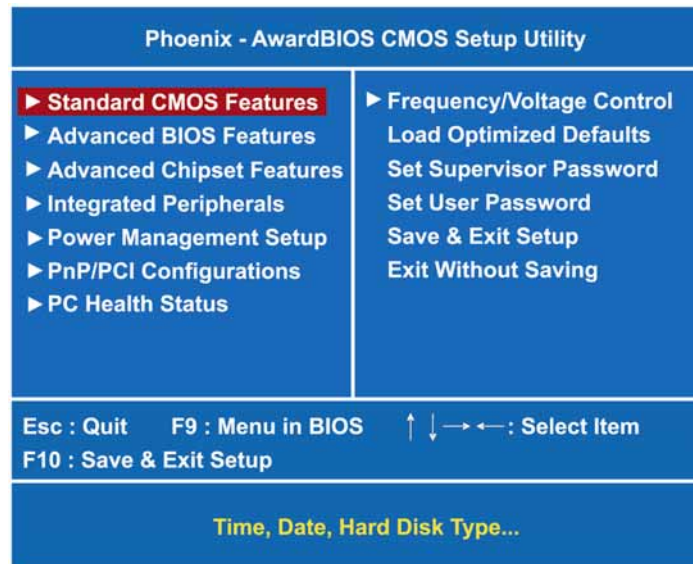 Phoenix - AwardBIOS CMOS Setup Utility
► Standard CMOS Features
► Advanced BIOS Features
► Advanced Chipset Features
► Integrated Peripherals
► Power Management Setup
► PnP/PCI Configurations
► PC Health Status
► Frequency/Voltage Control
Load Optimized Defaults
Set Supervisor Password
Set User Password
Save & Exit Setup
Exit Without Saving
Esc : Quit F9 : Menu in BIOS ↑ ↓ → ← : Select Item
F10 : Save & Exit Setup
Time, Date, Hard Disk Type...